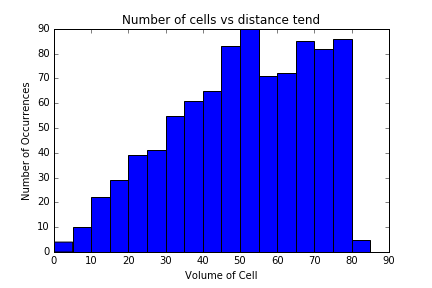 Number of cells vs distance tend
Number of Occurrences
90
80
70
60
50
40
30
20
10
0
0 10 20 30 40 50 60 70 80 90
Volume of Cell